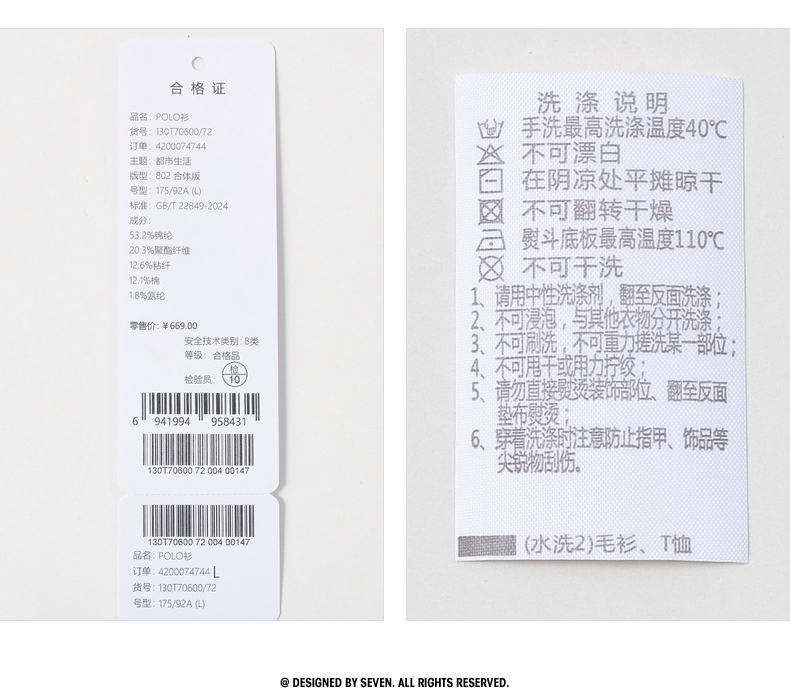 合格证
品名: POLO衫
货号: 130T70600/72
订单: 4200074744
主题: 都市生活
版型: 802 合体版
号型: 175/92A (L)
标准: GB/T 22849-2024
成分:
53.2%锦纶
20.3%聚酯纤维
12.6%粘纤
12.1%棉
1.8%氨纶
零售价: ¥669.00
安全技术类别: B类
等级: 合格品
检验员: 检 10
6 941994 958431
130T70600 72 004 00147
130T70600 72 004 00147
品名: POLO衫
订单: 4200074744 L
货号: 130T70600/72
号型: 175/92A (L)
洗涤说明
手洗最高洗涤温度40℃
不可漂白
在阴凉处平摊晾干
不可翻转干燥
熨斗底板最高温度110℃
不可干洗
1、请用中性洗涤剂，翻至反面洗涤；
2、不可浸泡，与其他衣物分开洗涤；
3、不可刷洗，不可重力搓洗某一部位；
4、不可甩干或用力拧绞；
5、请勿直接熨烫装饰部位、翻至反面
垫布熨烫；
6、穿着洗涤时注意防止指甲、饰品等
尖锐物刮伤。
(水洗2)毛衫、T恤
@ DESIGNED BY SEVEN. ALL RIGHTS RESERVED.